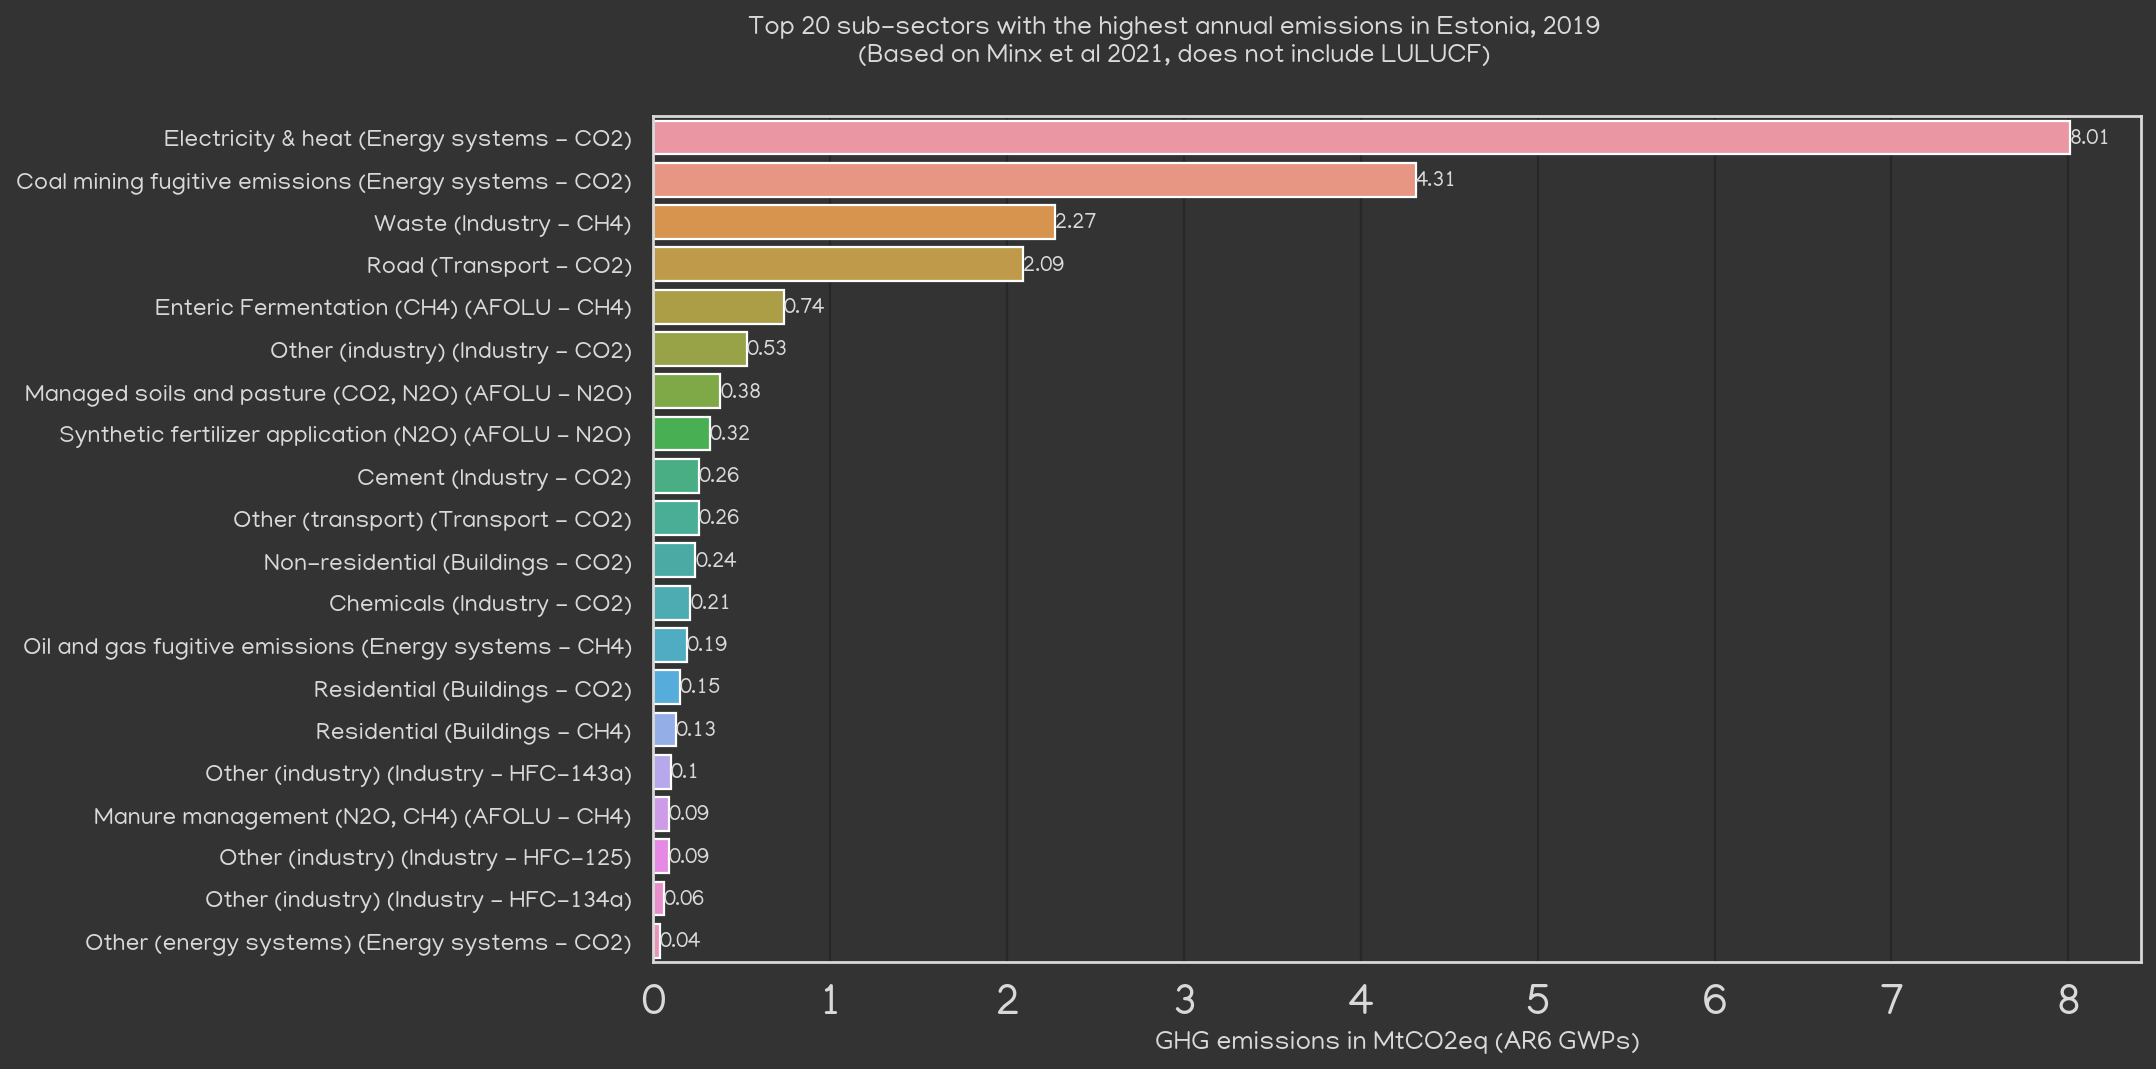 Top 20 sub-sectors with the highest annual emissions in Estonia, 2019
(Based on Minx et al 2021, does not include LULUCF)
Electricity & heat (Energy systems - CO2) 8.01
Coal mining fugitive emissions (Energy systems - CO2) 4.31
Waste (Industry - CH4) 2.27
Road (Transport - CO2) 2.09
Enteric Fermentation (CH4) (AFOLU - CH4) 0.74
Other (industry) (Industry - CO2) 0.53
Managed soils and pasture (CO2, N2O) (AFOLU - N2O) 0.38
Synthetic fertilizer application (N2O) (AFOLU - N2O) 0.32
Cement (Industry - CO2) 0.26
Other (transport) (Transport - CO2) 0.26
Non-residential (Buildings - CO2) 0.24
Chemicals (Industry - CO2) 0.21
Oil and gas fugitive emissions (Energy systems - CH4) 0.19
Residential (Buildings - CO2) 0.15
Residential (Buildings - CH4) 0.13
Other (industry) (Industry - HFC-143a) 0.1
Manure management (N2O, CH4) (AFOLU - CH4) 0.09
Other (industry) (Industry - HFC-125) 0.09
Other (industry) (Industry - HFC-134a) 0.06
Other (energy systems) (Energy systems - CO2) 0.04
0 1 2 3 4 5 6 7 8
GHG emissions in MtCO2eq (AR6 GWPs)